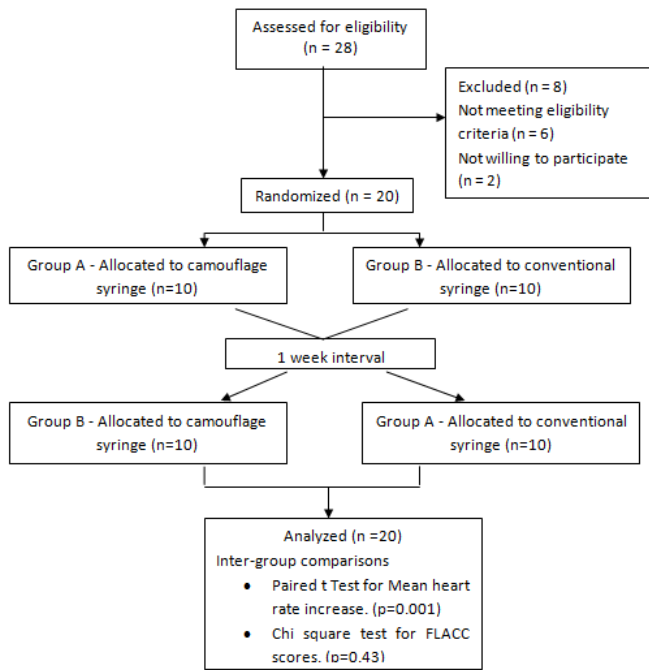 Assessed for eligibility
(n = 28)
Excluded (n = 8)
Not meeting eligibility
criteria (n = 6)
Not willing to participate
(n = 2)
Randomized (n = 20)
Group A - Allocated to camouflage
syringe (n=10)
Group B - Allocated to conventional
syringe (n=10)
1 week interval
Group B - Allocated to camouflage
syringe (n=10)
Group A - Allocated to conventional
syringe (n=10)
Analyzed (n =20)
Inter-group comparisons
• Paired t Test for Mean heart
rate increase. (p=0.001)
• Chi square test for FLACC
scores. (p=0.43)